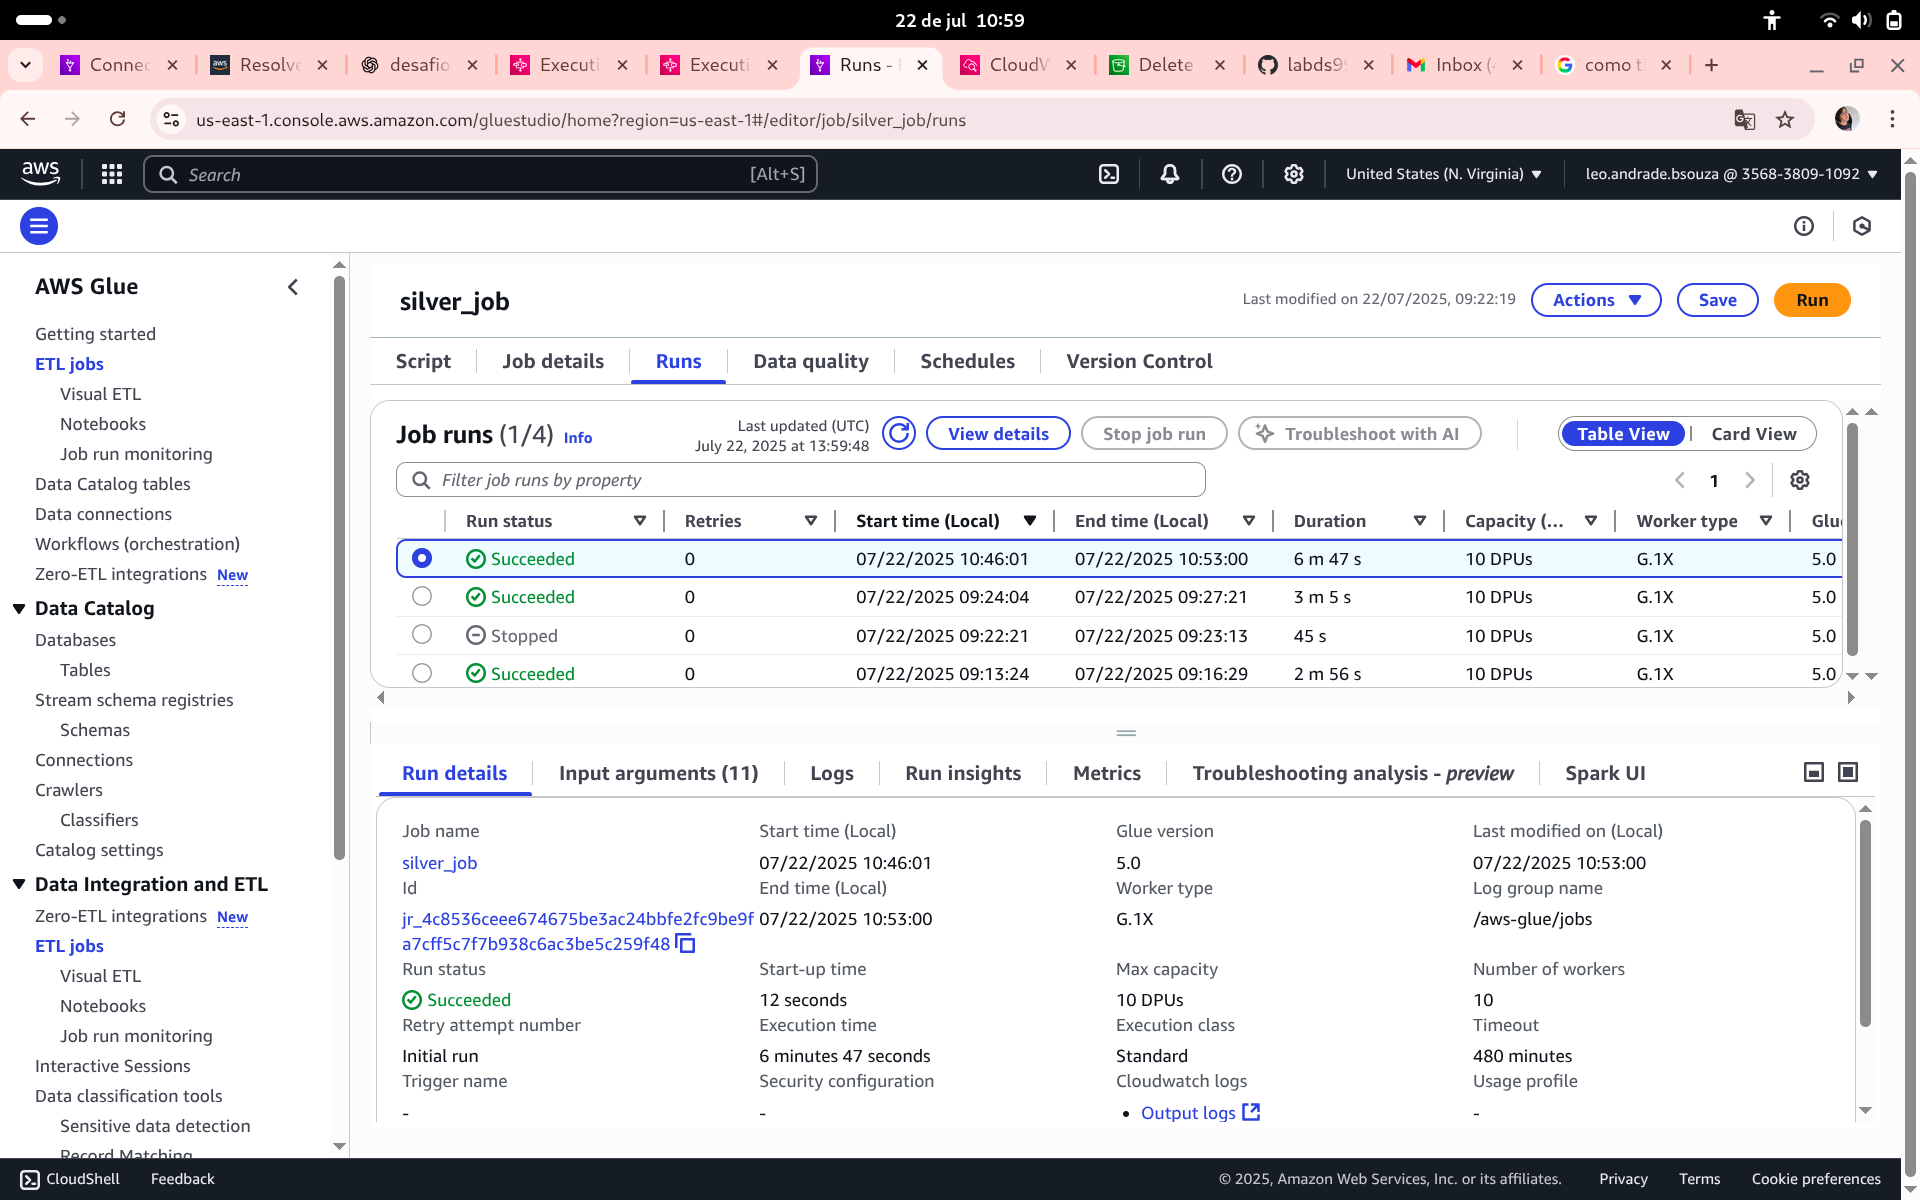 22 de jul 10:59
Connec
Resolve
desafio
Executi
Executi
Runs -
CloudW
Delete
labds99
Inbox (
como ti
us-east-1.console.aws.amazon.com/gluestudio/home?region=us-east-1#/editor/job/silver_job/runs
aws
Search
[Alt+S]
United States (N. Virginia)
leo.andrade.bsouza @ 3568-3809-1092
AWS Glue
Getting started
ETL jobs
Visual ETL
Notebooks
Job run monitoring
Data Catalog tables
Data connections
Workflows (orchestration)
Zero-ETL integrations New
Data Catalog
Databases
Tables
Stream schema registries
Schemas
Connections
Crawlers
Classifiers
Catalog settings
Data Integration and ETL
Zero-ETL integrations New
ETL jobs
Visual ETL
Notebooks
Job run monitoring
Interactive Sessions
Data classification tools
Sensitive data detection
Record Matching
silver_job
Last modified on 22/07/2025, 09:22:19
Actions
Save
Run
Script
Job details
Runs
Data quality
Schedules
Version Control
Job runs (1/4) Info
Last updated (UTC)
July 22, 2025 at 13:59:48
View details
Stop job run
Troubleshoot with AI
Table View
Card View
Filter job runs by property
1
Run status Retries Start time (Local) End time (Local) Duration Capacity (... Worker type Glu
Succeeded 0 07/22/2025 10:46:01 07/22/2025 10:53:00 6 m 47 s 10 DPUs G.1X 5.0
Succeeded 0 07/22/2025 09:24:04 07/22/2025 09:27:21 3 m 5 s 10 DPUs G.1X 5.0
Stopped 0 07/22/2025 09:22:21 07/22/2025 09:23:13 45 s 10 DPUs G.1X 5.0
Succeeded 0 07/22/2025 09:13:24 07/22/2025 09:16:29 2 m 56 s 10 DPUs G.1X 5.0
Run details
Input arguments (11)
Logs
Run insights
Metrics
Troubleshooting analysis - preview
Spark UI
Job name
silver_job
Id
jr_4c8536ceee674675be3ac24bbfe2fc9be9f
a7cff5c7f7b938c6ac3be5c259f48
Run status
Succeeded
Retry attempt number
Initial run
Trigger name
-
Start time (Local)
07/22/2025 10:46:01
End time (Local)
07/22/2025 10:53:00
Start-up time
12 seconds
Execution time
6 minutes 47 seconds
Security configuration
-
Glue version
5.0
Worker type
G.1X
Max capacity
10 DPUs
Execution class
Standard
Cloudwatch logs
Output logs
Last modified on (Local)
07/22/2025 10:53:00
Log group name
/aws-glue/jobs
Number of workers
10
Timeout
480 minutes
Usage profile
-
CloudShell
Feedback
© 2025, Amazon Web Services, Inc. or its affiliates.
Privacy
Terms
Cookie preferences